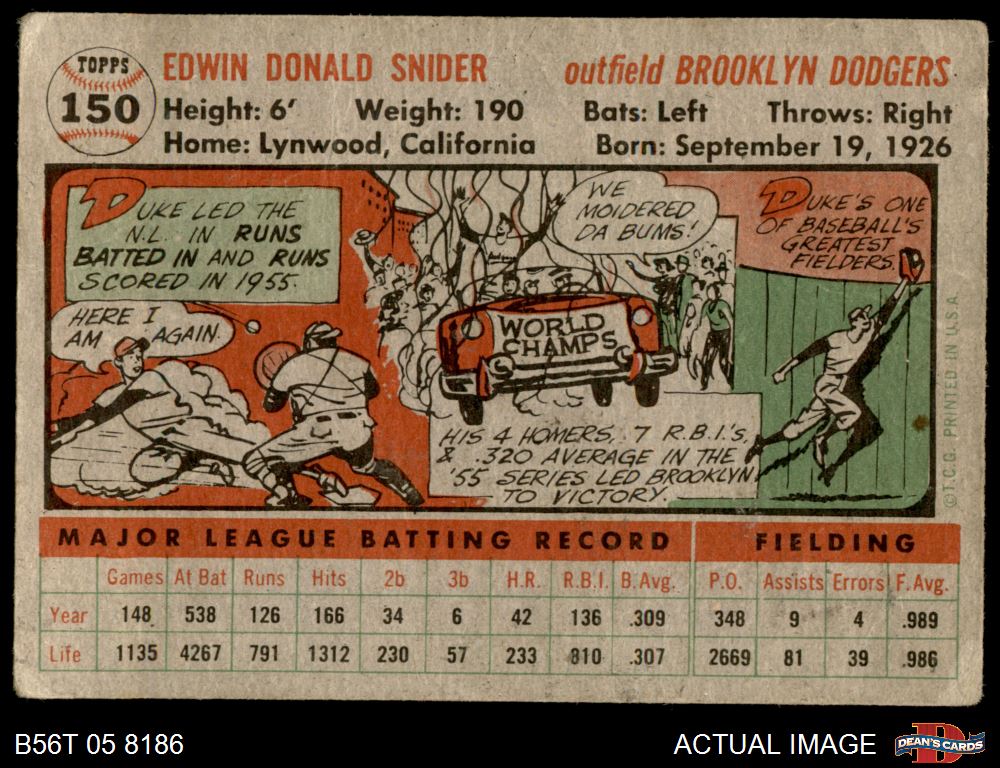 TOPPS
150
EDWIN DONALD SNIDER outfield BROOKLYN DODGERS
Height: 6' Weight: 190 Bats: Left Throws: Right
Home: Lynwood, California Born: September 19, 1926
DUKE LED THE
N.L. IN RUNS
BATTED IN AND RUNS
SCORED IN 1955.
HERE I
AM AGAIN.
WE
MOIDERED
DA BUMS!
WORLD
CHAMPS
HIS 4 HOMERS, 7 R.B.I.'s,
& .320 AVERAGE IN THE
'55 SERIES LED BROOKLYN
TO VICTORY.
DUKE'S ONE
OF BASEBALL'S
GREATEST
FIELDERS.
© T.C.G. PRINTED IN U.S.A.
MAJOR LEAGUE BATTING RECORD FIELDING
Games At Bat Runs Hits 2b 3b H.R. R.B.I. B.Avg. P.O. Assists Errors F.Avg.
Year 148 538 126 166 34 6 42 136 .309 348 9 4 .989
Life 1135 4267 791 1312 230 57 233 810 .307 2669 81 39 .986
B56T 05 8186 ACTUAL IMAGE
D
DEAN'S CARDS